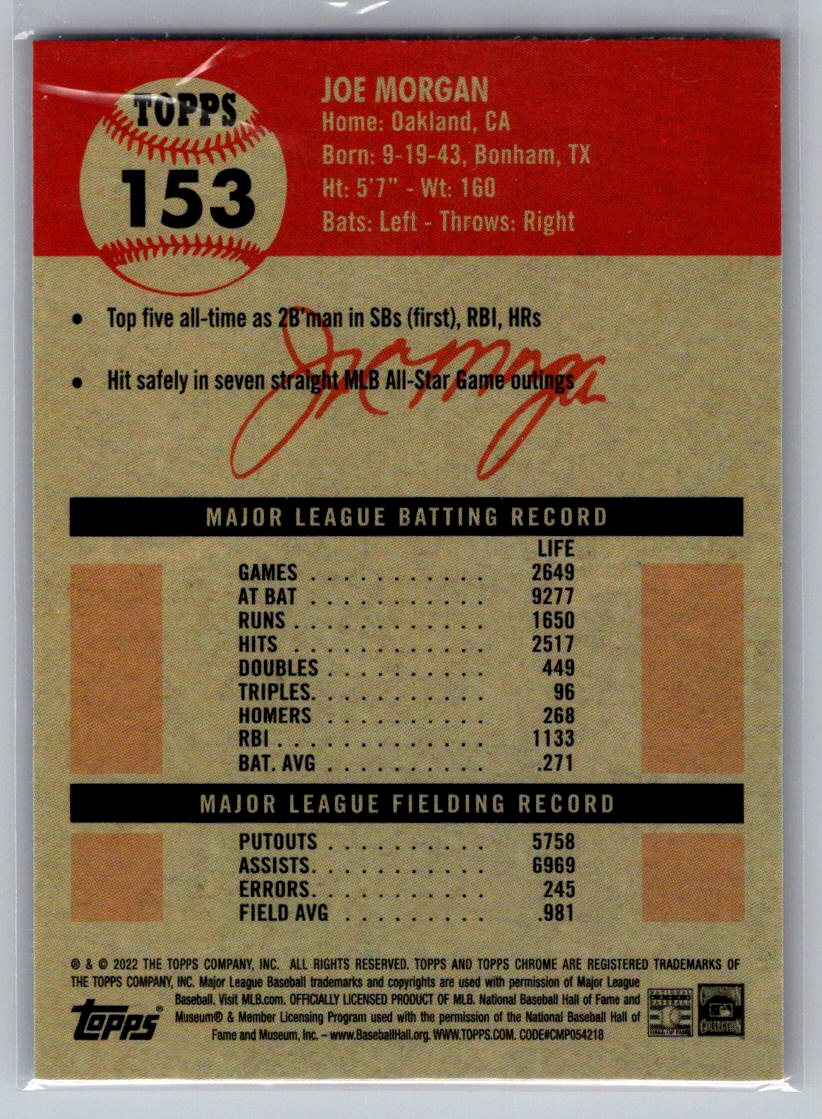 TOPPS
153
JOE MORGAN
Home: Oakland, CA
Born: 9-19-43, Bonham, TX
Ht: 5'7" - Wt: 160
Bats: Left - Throws: Right
• Top five all-time as 2B'man in SBs (first), RBI, HRs
• Hit safely in seven straight MLB All-Star Game outings
Joe Morgan
MAJOR LEAGUE BATTING RECORD
LIFE
GAMES . . . . . . . . . . . 2649
AT BAT . . . . . . . . . . . 9277
RUNS . . . . . . . . . . . . 1650
HITS . . . . . . . . . . . . 2517
DOUBLES . . . . . . . . . . 449
TRIPLES. . . . . . . . . . . 96
HOMERS . . . . . . . . . . 268
RBI . . . . . . . . . . . . . 1133
BAT. AVG . . . . . . . . . . .271
MAJOR LEAGUE FIELDING RECORD
PUTOUTS . . . . . . . . . . 5758
ASSISTS. . . . . . . . . . . 6969
ERRORS. . . . . . . . . . . 245
FIELD AVG . . . . . . . . . .981
® & © 2022 THE TOPPS COMPANY, INC. ALL RIGHTS RESERVED. TOPPS AND TOPPS CHROME ARE REGISTERED TRADEMARKS OF
THE TOPPS COMPANY, INC. Major League Baseball trademarks and copyrights are used with permission of Major League
Baseball. Visit MLB.com. OFFICIALLY LICENSED PRODUCT OF MLB. National Baseball Hall of Fame and
Museum® & Member Licensing Program used with the permission of the National Baseball Hall of
Fame and Museum, Inc. – www.BaseballHall.org. WWW.TOPPS.COM. CODE#CMP054218
topps®
NATIONAL
BASEBALL
HALL OF FAME
COOPERSTOWN
COLLECTION